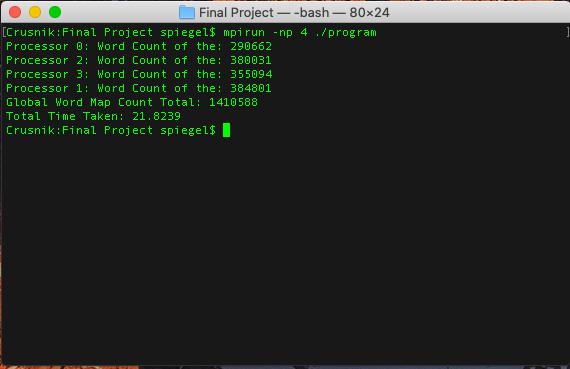 Final Project — -bash — 80×24
[Crusnik:Final Project spiegel$ mpirun -np 4 ./program ]
Processor 0: Word Count of the: 290662
Processor 2: Word Count of the: 380031
Processor 3: Word Count of the: 355094
Processor 1: Word Count of the: 384801
Global Word Map Count Total: 1410588
Total Time Taken: 21.8239
Crusnik:Final Project spiegel$